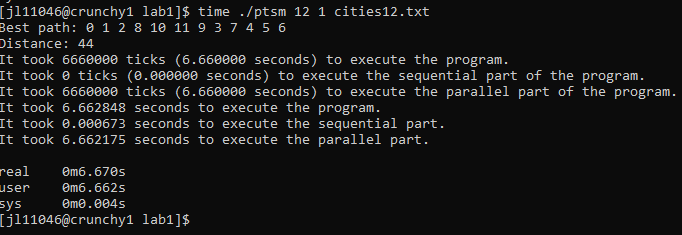 [jl11046@crunchy1 lab1]$ time ./ptsm 12 1 cities12.txt
Best path: 0 1 2 8 10 11 9 3 7 4 5 6
Distance: 44
It took 6660000 ticks (6.660000 seconds) to execute the program.
It took 0 ticks (0.000000 seconds) to execute the sequential part of the program.
It took 6660000 ticks (6.660000 seconds) to execute the parallel part of the program.
It took 6.662848 seconds to execute the program.
It took 0.000673 seconds to execute the sequential part.
It took 6.662175 seconds to execute the parallel part.
real 0m6.670s
user 0m6.662s
sys 0m0.004s
[jl11046@crunchy1 lab1]$